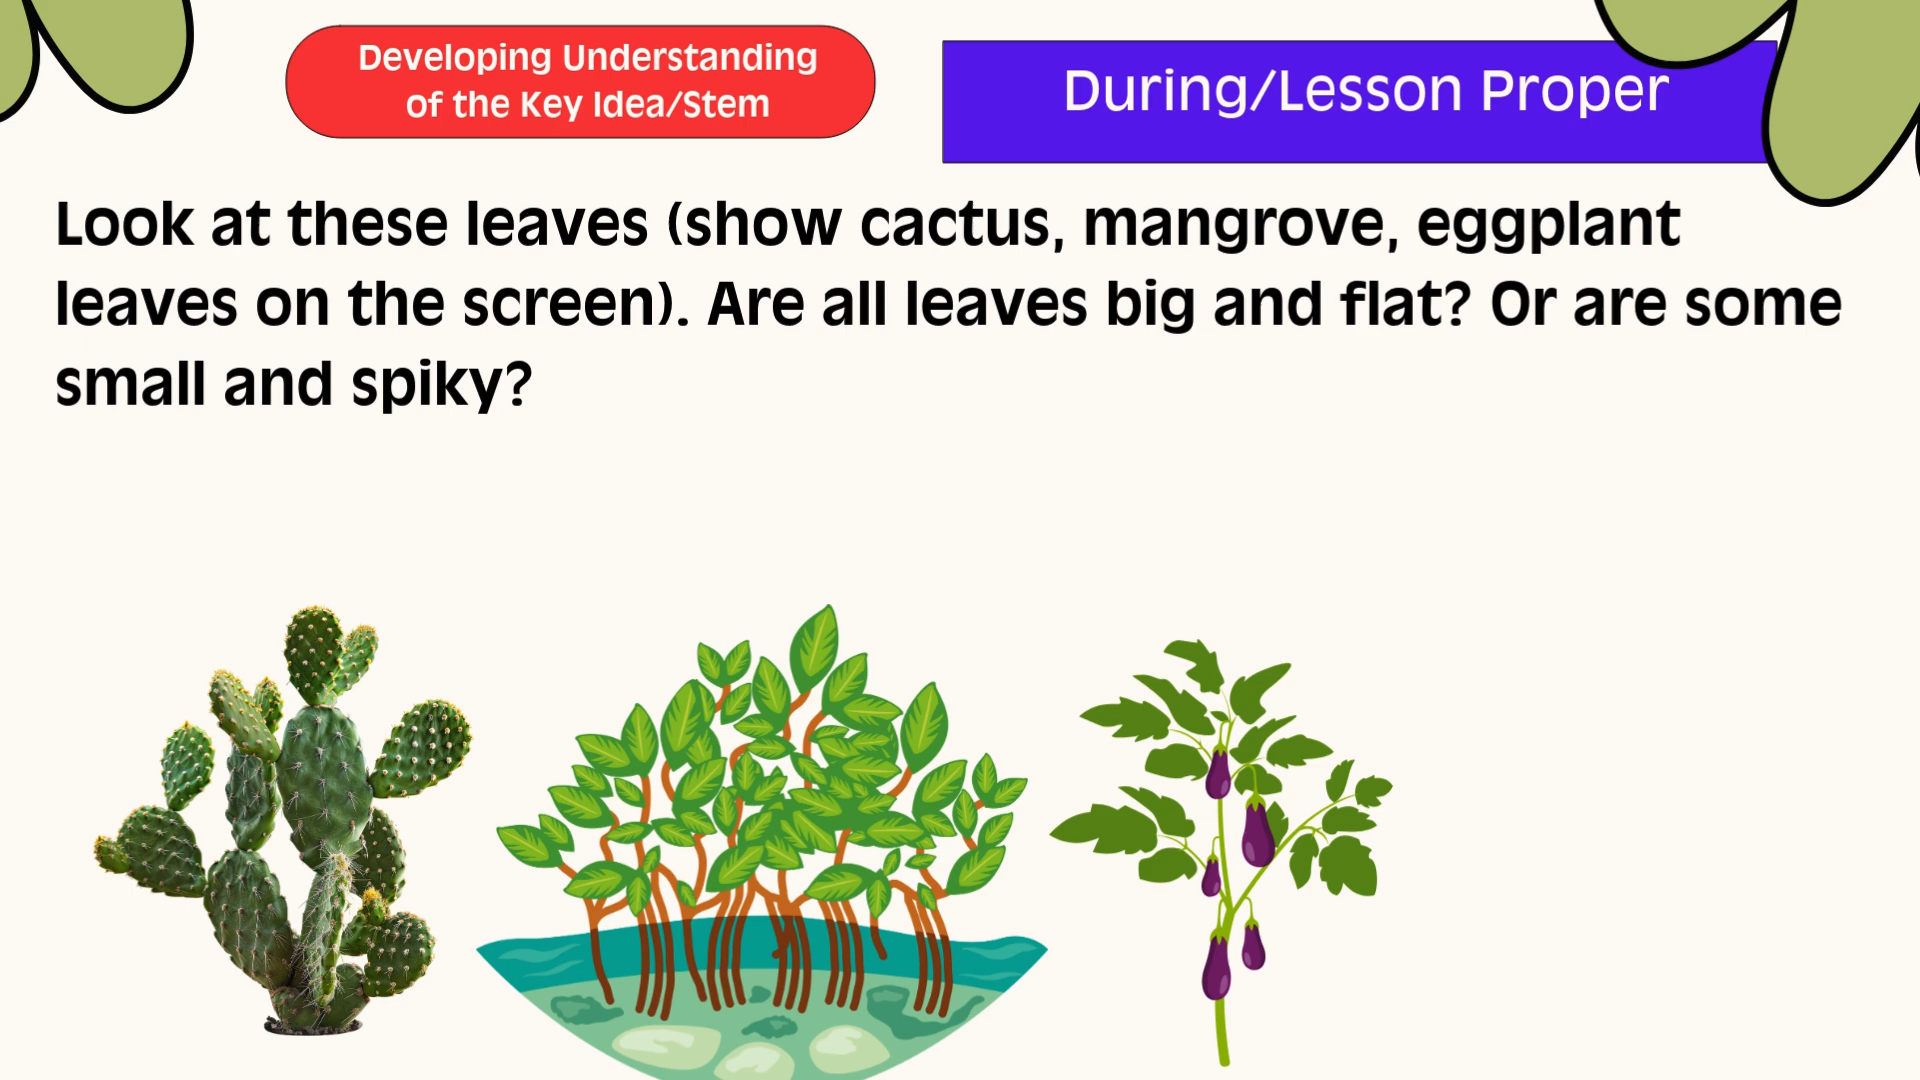 Developing Understanding
of the Key Idea/Stem
During/Lesson Proper
Look at these leaves (show cactus, mangrove, eggplant
leaves on the screen). Are all leaves big and flat? Or are some
small and spiky?